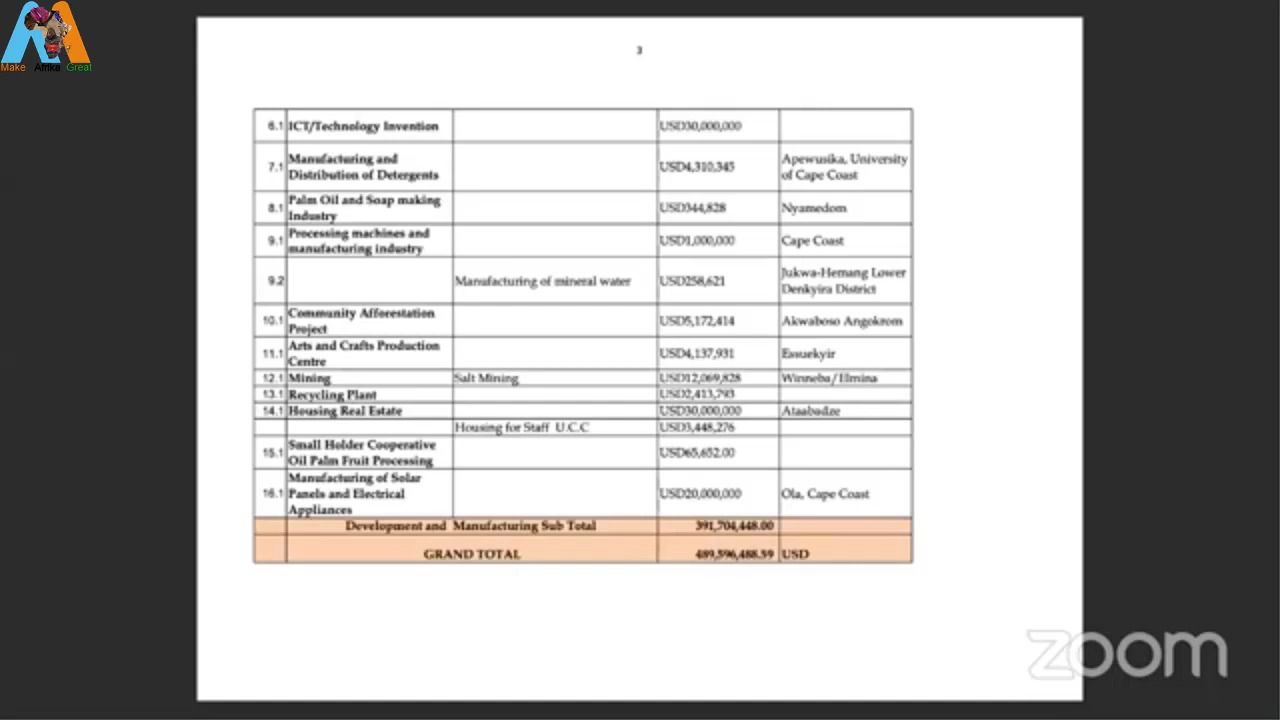 Make Afrika Great
3
6.1 ICT/Technology Invention USD30,000,000
7.1 Manufacturing and Distribution of Detergents USD4,310,345 Apewusika, University of Cape Coast
8.1 Palm Oil and Soap making Industry USD344,828 Nyamedom
9.1 Processing machines and manufacturing industry USD1,000,000 Cape Coast
9.2 Manufacturing of mineral water USD258,621 Jukwa-Hemang Lower Denkyira District
10.1 Community Afforestation Project USD5,172,414 Akwaboso Angokrom
11.1 Arts and Crafts Production Centre USD4,137,931 Essuekyir
12.1 Mining Salt Mining USD12,069,828 Winneba/Elmina
13.1 Recycling Plant USD2,413,793
14.1 Housing Real Estate USD30,000,000 Ataabadze
Housing for Staff U.C.C USD3,448,276
15.1 Small Holder Cooperative Oil Palm Fruit Processing USD65,652.00
16.1 Manufacturing of Solar Panels and Electrical Appliances USD20,000,000 Ola, Cape Coast
Development and Manufacturing Sub Total 391,704,448.00
GRAND TOTAL 489,596,488.59 USD
zoom